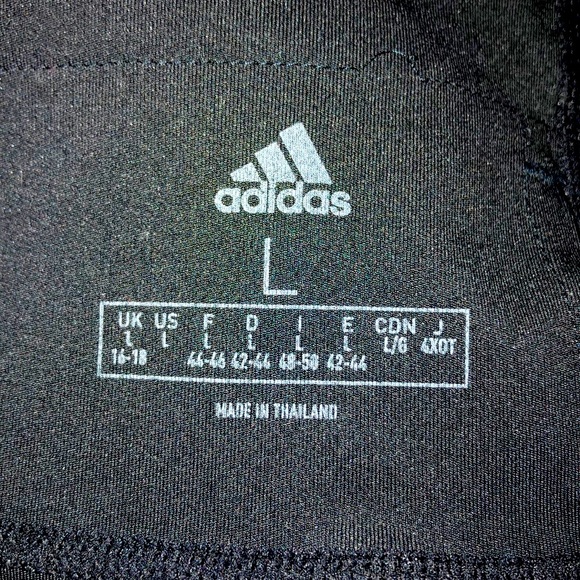 adidas
L
UK US F D I E CDN J
L L L L L L L/G 4XOT
16-18 44-46 42-44 48-50 42-44
MADE IN THAILAND